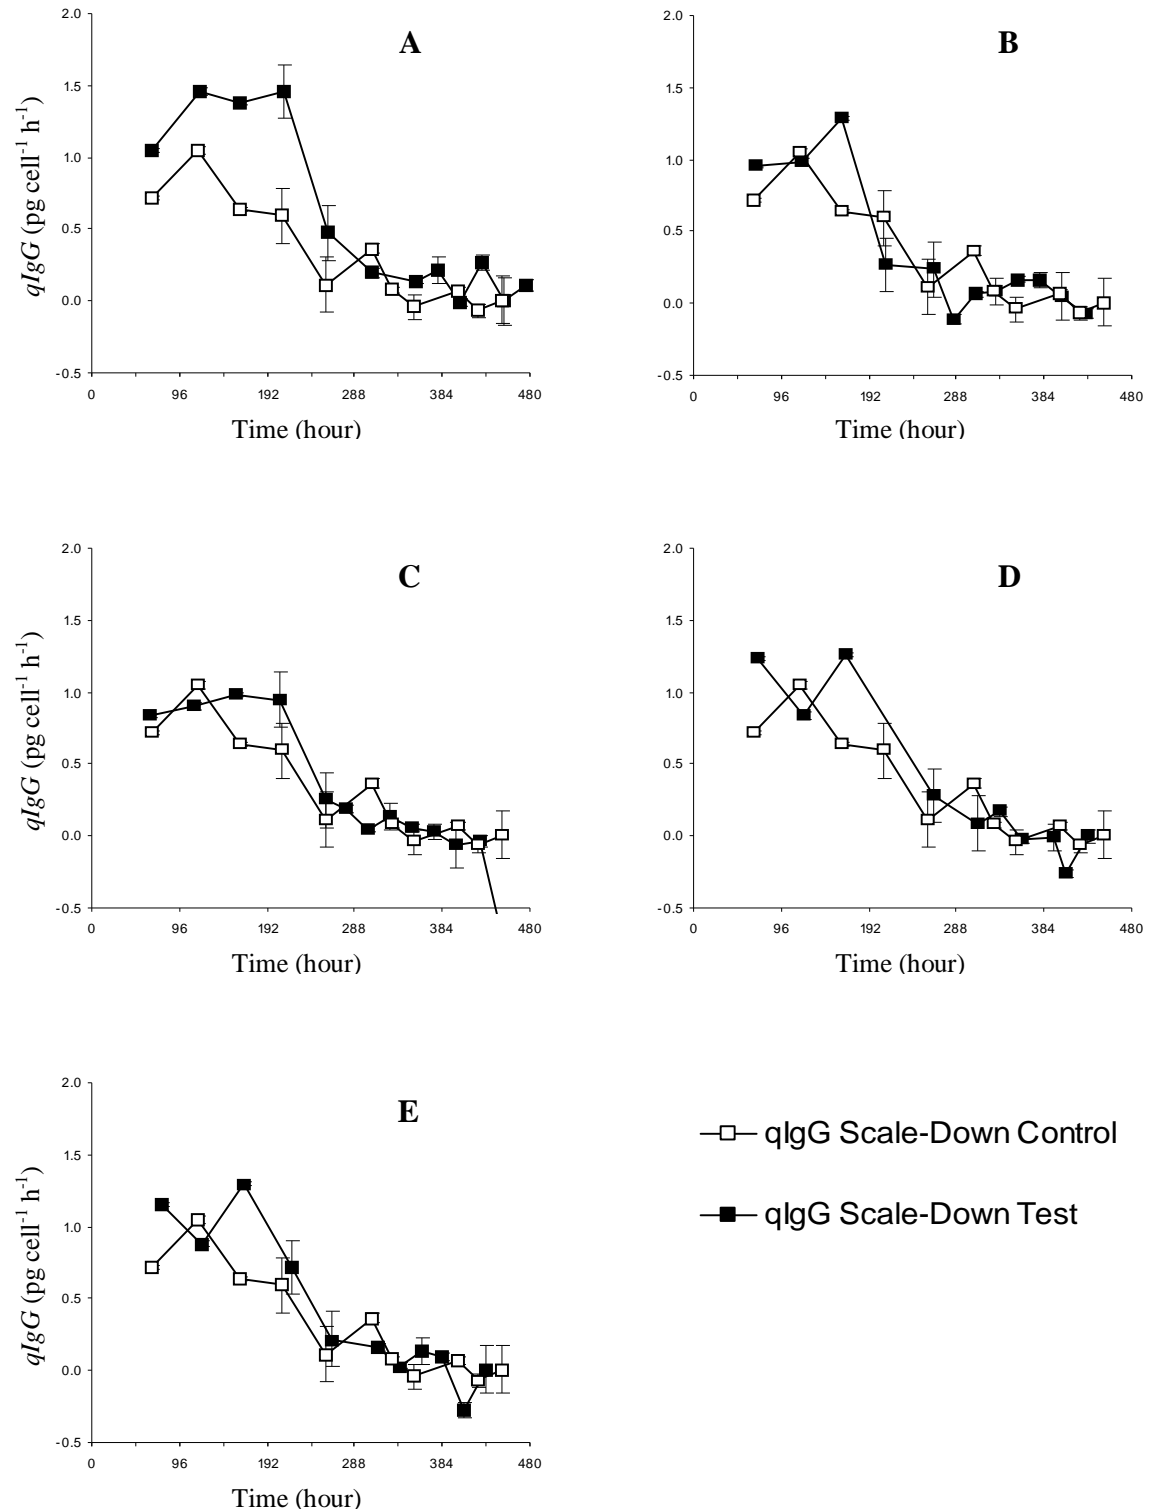 A
2.0
1.5
1.0
0.5
0.0
-0.5
qIgG (pg cell⁻¹ h⁻¹)
0 96 192 288 384 480
Time (hour)
B
2.0
1.5
1.0
0.5
0.0
-0.5
0 96 192 288 384 480
Time (hour)
C
2.0
1.5
1.0
0.5
0.0
-0.5
qIgG (pg cell⁻¹ h⁻¹)
0 96 192 288 384 480
Time (hour)
D
2.0
1.5
1.0
0.5
0.0
-0.5
0 96 192 288 384 480
Time (hour)
E
2.0
1.5
1.0
0.5
0.0
-0.5
qIgG (pg cell⁻¹ h⁻¹)
0 96 192 288 384 480
Time (hour)
qIgG Scale-Down Control
qIgG Scale-Down Test